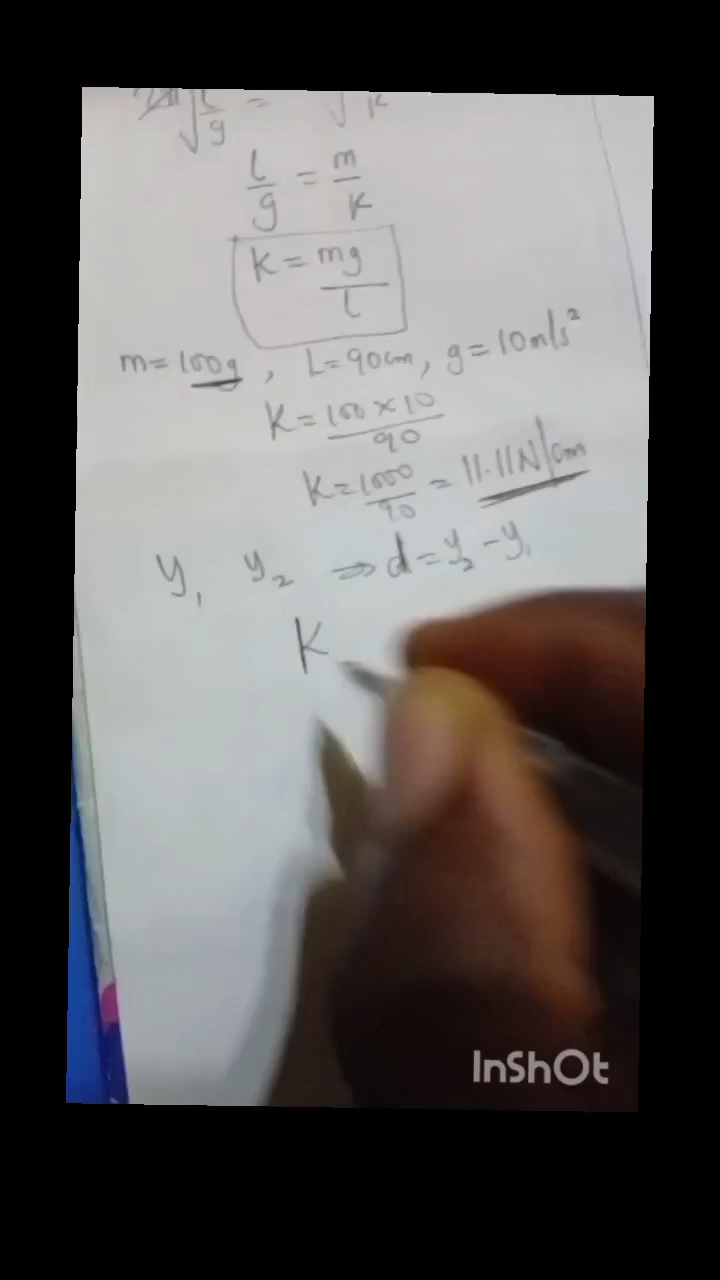 √l/g = √K
l/g = m/K
K = mg/l
m = 100g, L = 90cm, g = 10m/s²
K = 100 × 10/90
K = 1000/90 = 11.11N/cm
y₁ y₂ ⇒ d = y₂ - y₁
K
InShOt